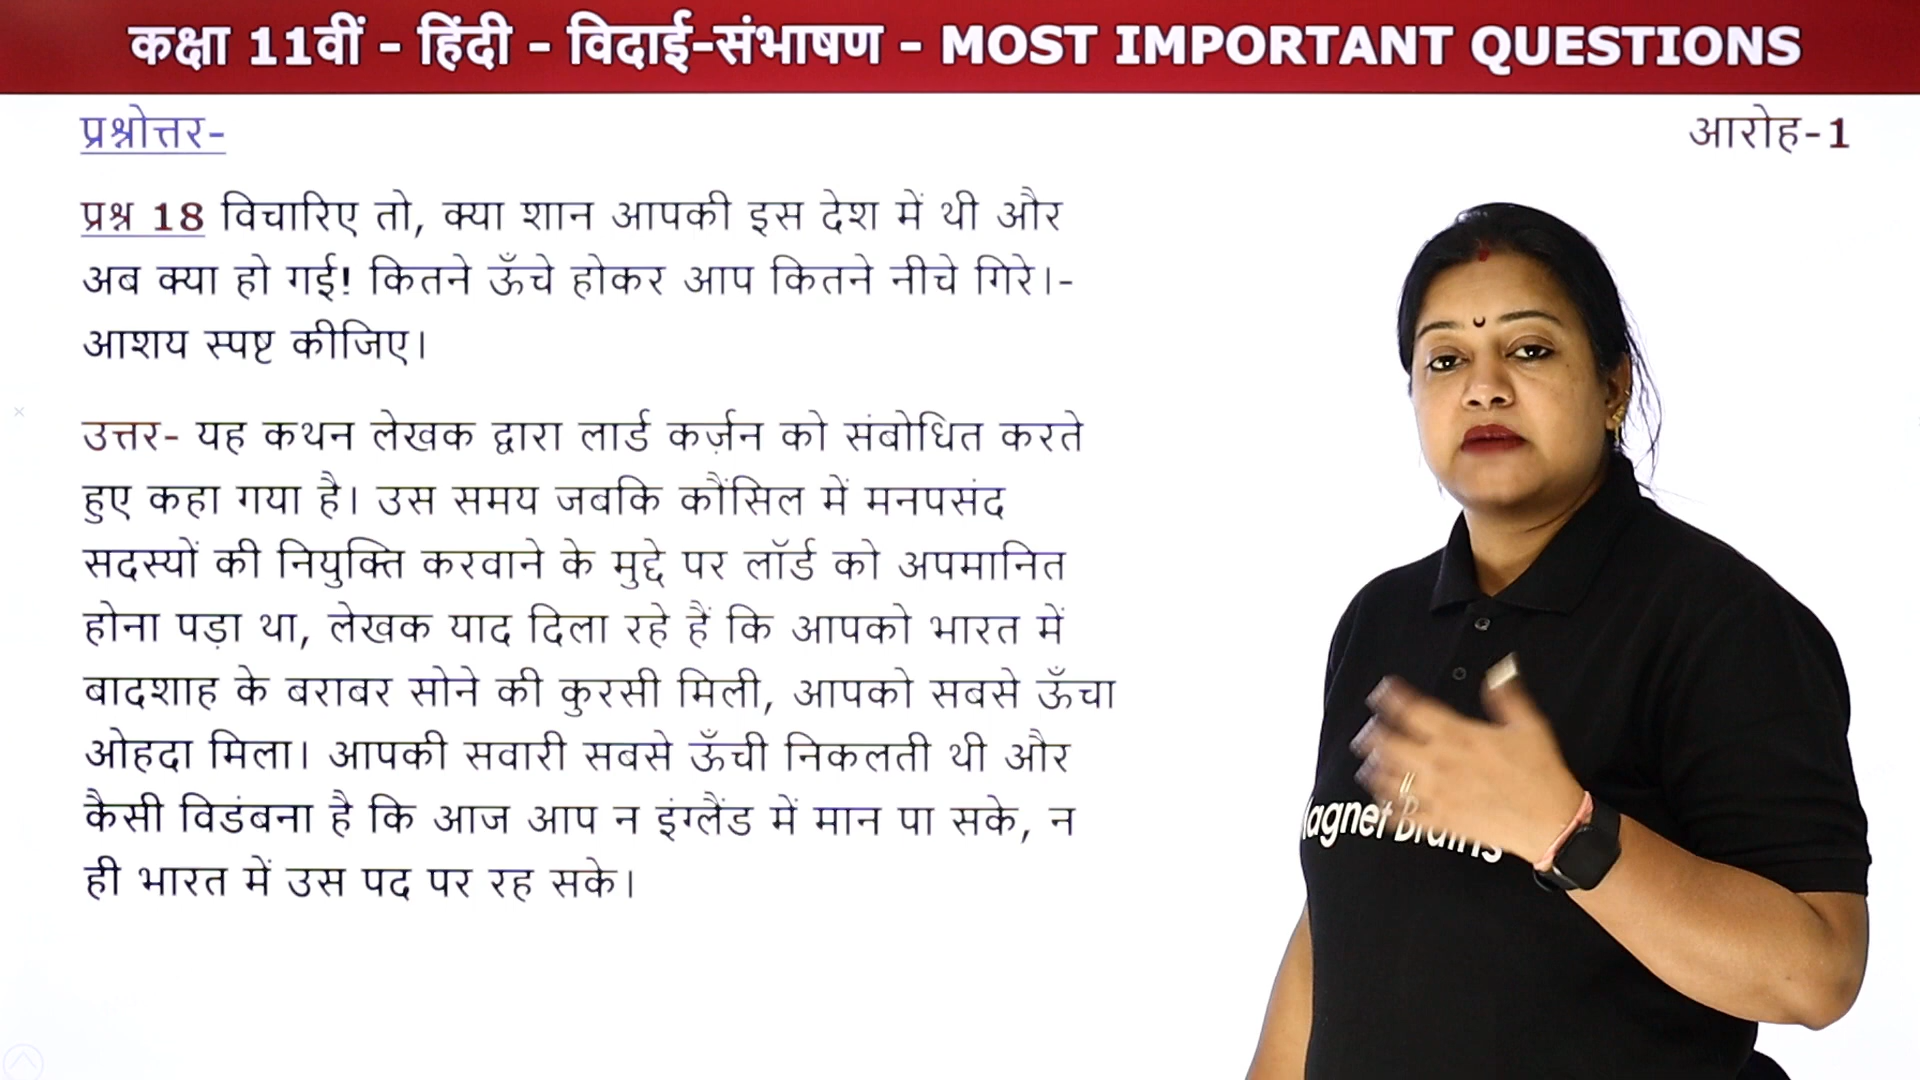 कक्षा 11वीं - हिंदी - विदाई-संभाषण - MOST IMPORTANT QUESTIONS
प्रश्नोत्तर-
आरोह-1
प्रश्न 18 विचारिए तो, क्या शान आपकी इस देश में थी और
अब क्या हो गई! कितने ऊँचे होकर आप कितने नीचे गिरे।-
आशय स्पष्ट कीजिए।
उत्तर- यह कथन लेखक द्वारा लार्ड कर्ज़न को संबोधित करते
हुए कहा गया है। उस समय जबकि कौंसिल में मनपसंद
सदस्यों की नियुक्ति करवाने के मुद्दे पर लॉर्ड को अपमानित
होना पड़ा था, लेखक याद दिला रहे हैं कि आपको भारत में
बादशाह के बराबर सोने की कुरसी मिली, आपको सबसे ऊँचा
ओहदा मिला। आपकी सवारी सबसे ऊँची निकलती थी और
कैसी विडंबना है कि आज आप न इंग्लैंड में मान पा सके, न
ही भारत में उस पद पर रह सके।